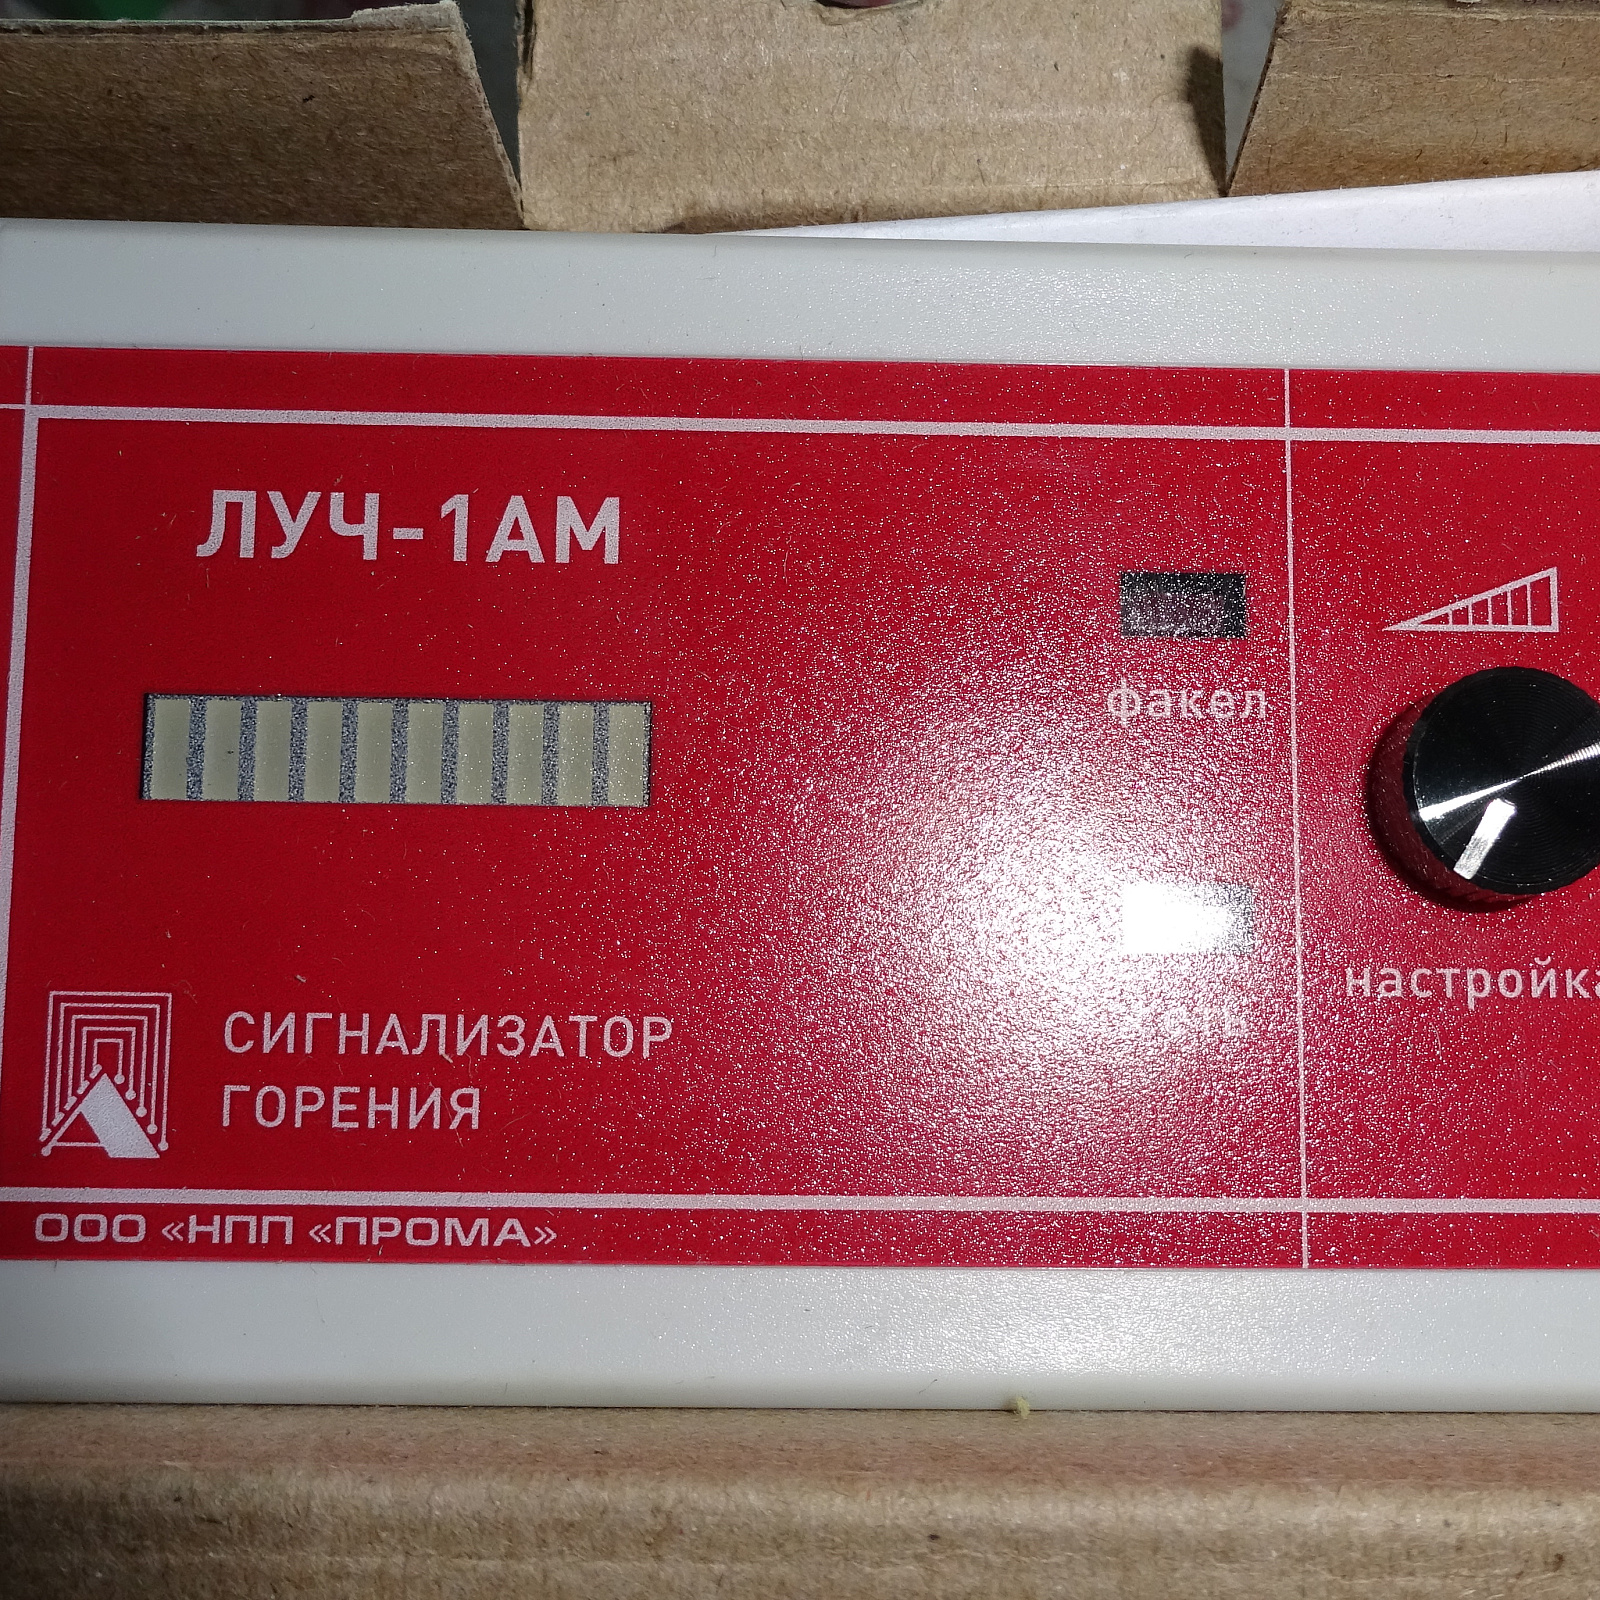 ЛУЧ-1АМ
факел
настройка
СИГНАЛИЗАТОР
ГОРЕНИЯ
ООО «НПП «ПРОМА»